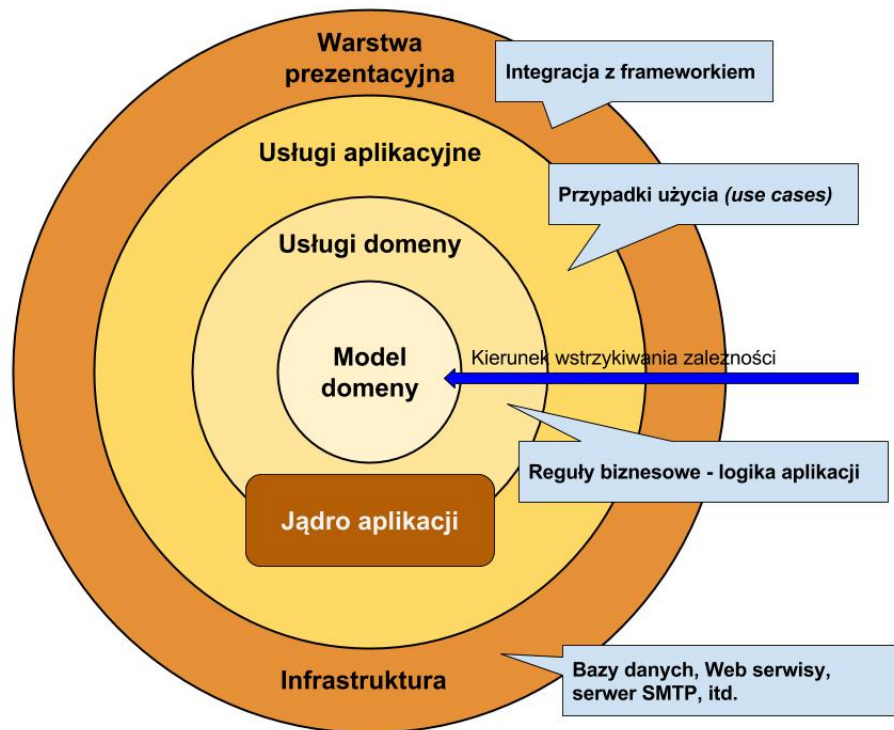 Warstwa
prezentacyjna
Integracja z frameworkiem
Usługi aplikacyjne
Przypadki użycia (use cases)
Usługi domeny
Model
domeny
Kierunek wstrzykiwania zależności
Reguły biznesowe - logika aplikacji
Jądro aplikacji
Infrastruktura
Bazy danych, Web serwisy,
serwer SMTP, itd.